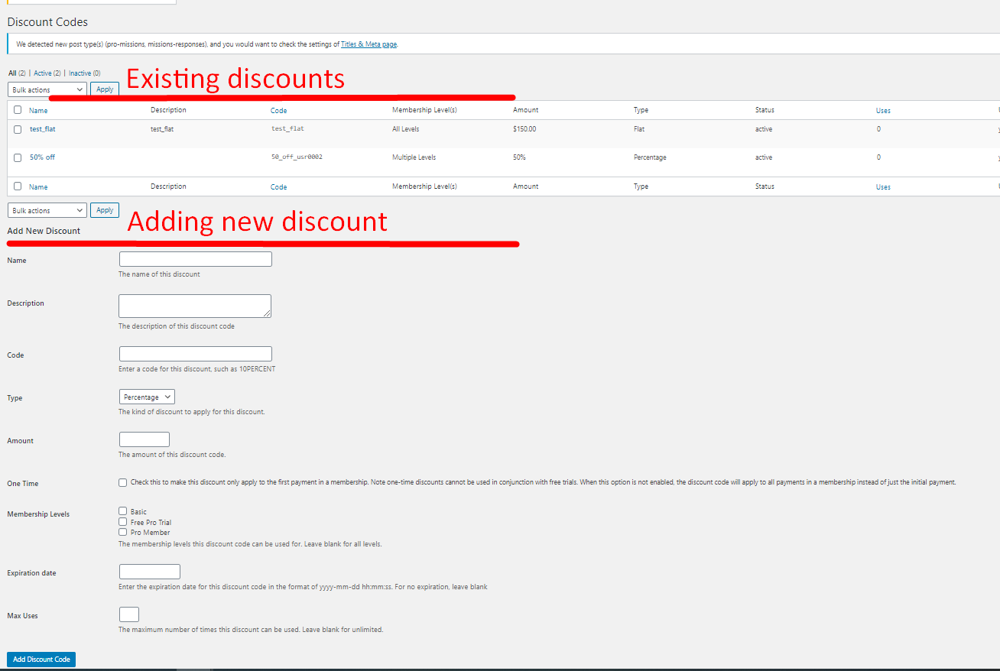 Discount Codes
We detected new post type(s) (pro-missions, missions-responses), and you would want to check the settings of Titles & Meta page.
All (2) | Active (2) | Inactive (0)
Existing discounts
Bulk actions Apply
Name Description Code Membership Level(s) Amount Type Status Uses
test_flat test_flat test_flat All Levels $150.00 Flat active 0
50% off 50_off_usr0002 Multiple Levels 50% Percentage active 0
Name Description Code Membership Level(s) Amount Type Status Uses
Bulk actions Apply
Adding new discount
Add New Discount
Name
The name of this discount
Description
The description of this discount code
Code
Enter a code for this discount, such as 10PERCENT
Type Percentage
The kind of discount to apply for this discount.
Amount
The amount of this discount code.
One Time Check this to make this discount only apply to the first payment in a membership. Note one-time discounts cannot be used in conjunction with free trials. When this option is not enabled, the discount code will apply to all payments in a membership instead of just the initial payment.
Membership Levels Basic
Free Pro Trial
Pro Member
The membership levels this discount code can be used for. Leave blank for all levels.
Expiration date
Enter the expiration date for this discount code in the format of yyyy-mm-dd hh:mm:ss. For no expiration, leave blank
Max Uses
The maximum number of times this discount can be used. Leave blank for unlimited.
Add Discount Code